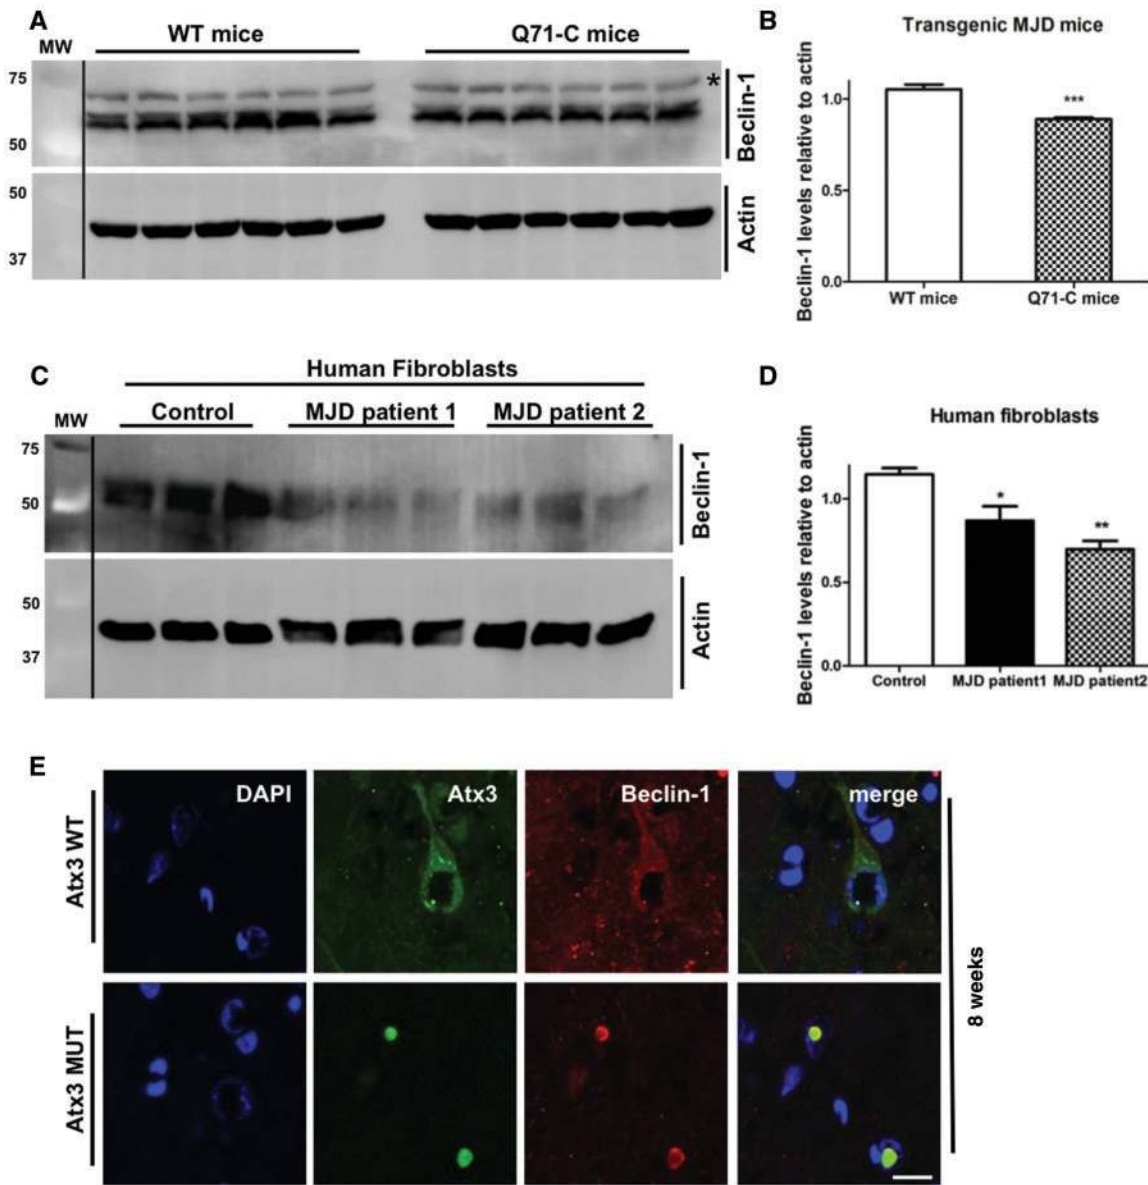 A
WT mice
Q71-C mice
MW
75
50
*
Beclin-1
50
37
Actin
B
Transgenic MJD mice
Beclin-1 levels relative to actin
1.0
0.5
0.0
***
WT mice
Q71-C mice
C
Human Fibroblasts
Control
MJD patient 1
MJD patient 2
MW
75
50
Beclin-1
50
37
Actin
D
Human fibroblasts
Beclin-1 levels relative to actin
1.0
0.5
0.0
*
**
Control
MJD patient1
MJD patient2
E
DAPI
Atx3
Beclin-1
merge
Atx3 WT
Atx3 MUT
8 weeks